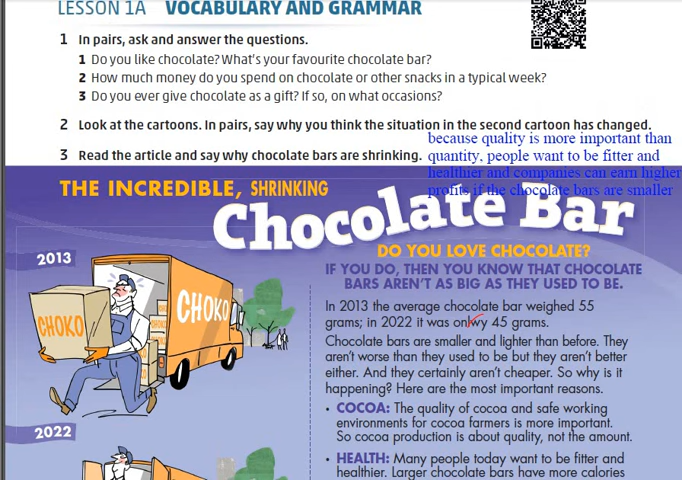 LESSON 1A VOCABULARY AND GRAMMAR
1 In pairs, ask and answer the questions.
1 Do you like chocolate? What's your favourite chocolate bar?
2 How much money do you spend on chocolate or other snacks in a typical week?
3 Do you ever give chocolate as a gift? If so, on what occasions?
2 Look at the cartoons. In pairs, say why you think the situation in the second cartoon has changed.
3 Read the article and say why chocolate bars are shrinking.
because quality is more important than
quantity, people want to be fitter and
healthier and companies can earn higher
profits if the chocolate bars are smaller
THE INCREDIBLE, SHRINKING
Chocolate Bar
2013
CHOKO
CHOKO
DO YOU LOVE CHOCOLATE?
IF YOU DO, THEN YOU KNOW THAT CHOCOLATE
BARS AREN'T AS BIG AS THEY USED TO BE.
In 2013 the average chocolate bar weighed 55
grams; in 2022 it was only 45 grams.
Chocolate bars are smaller and lighter than before. They
aren't worse than they used to be but they aren't better
either. And they certainly aren't cheaper. So why is it
happening? Here are the most important reasons.
• COCOA: The quality of cocoa and safe working
environments for cocoa farmers is more important.
So cocoa production is about quality, not the amount.
• HEALTH: Many people today want to be fitter and
healthier. Larger chocolate bars have more calories
2022